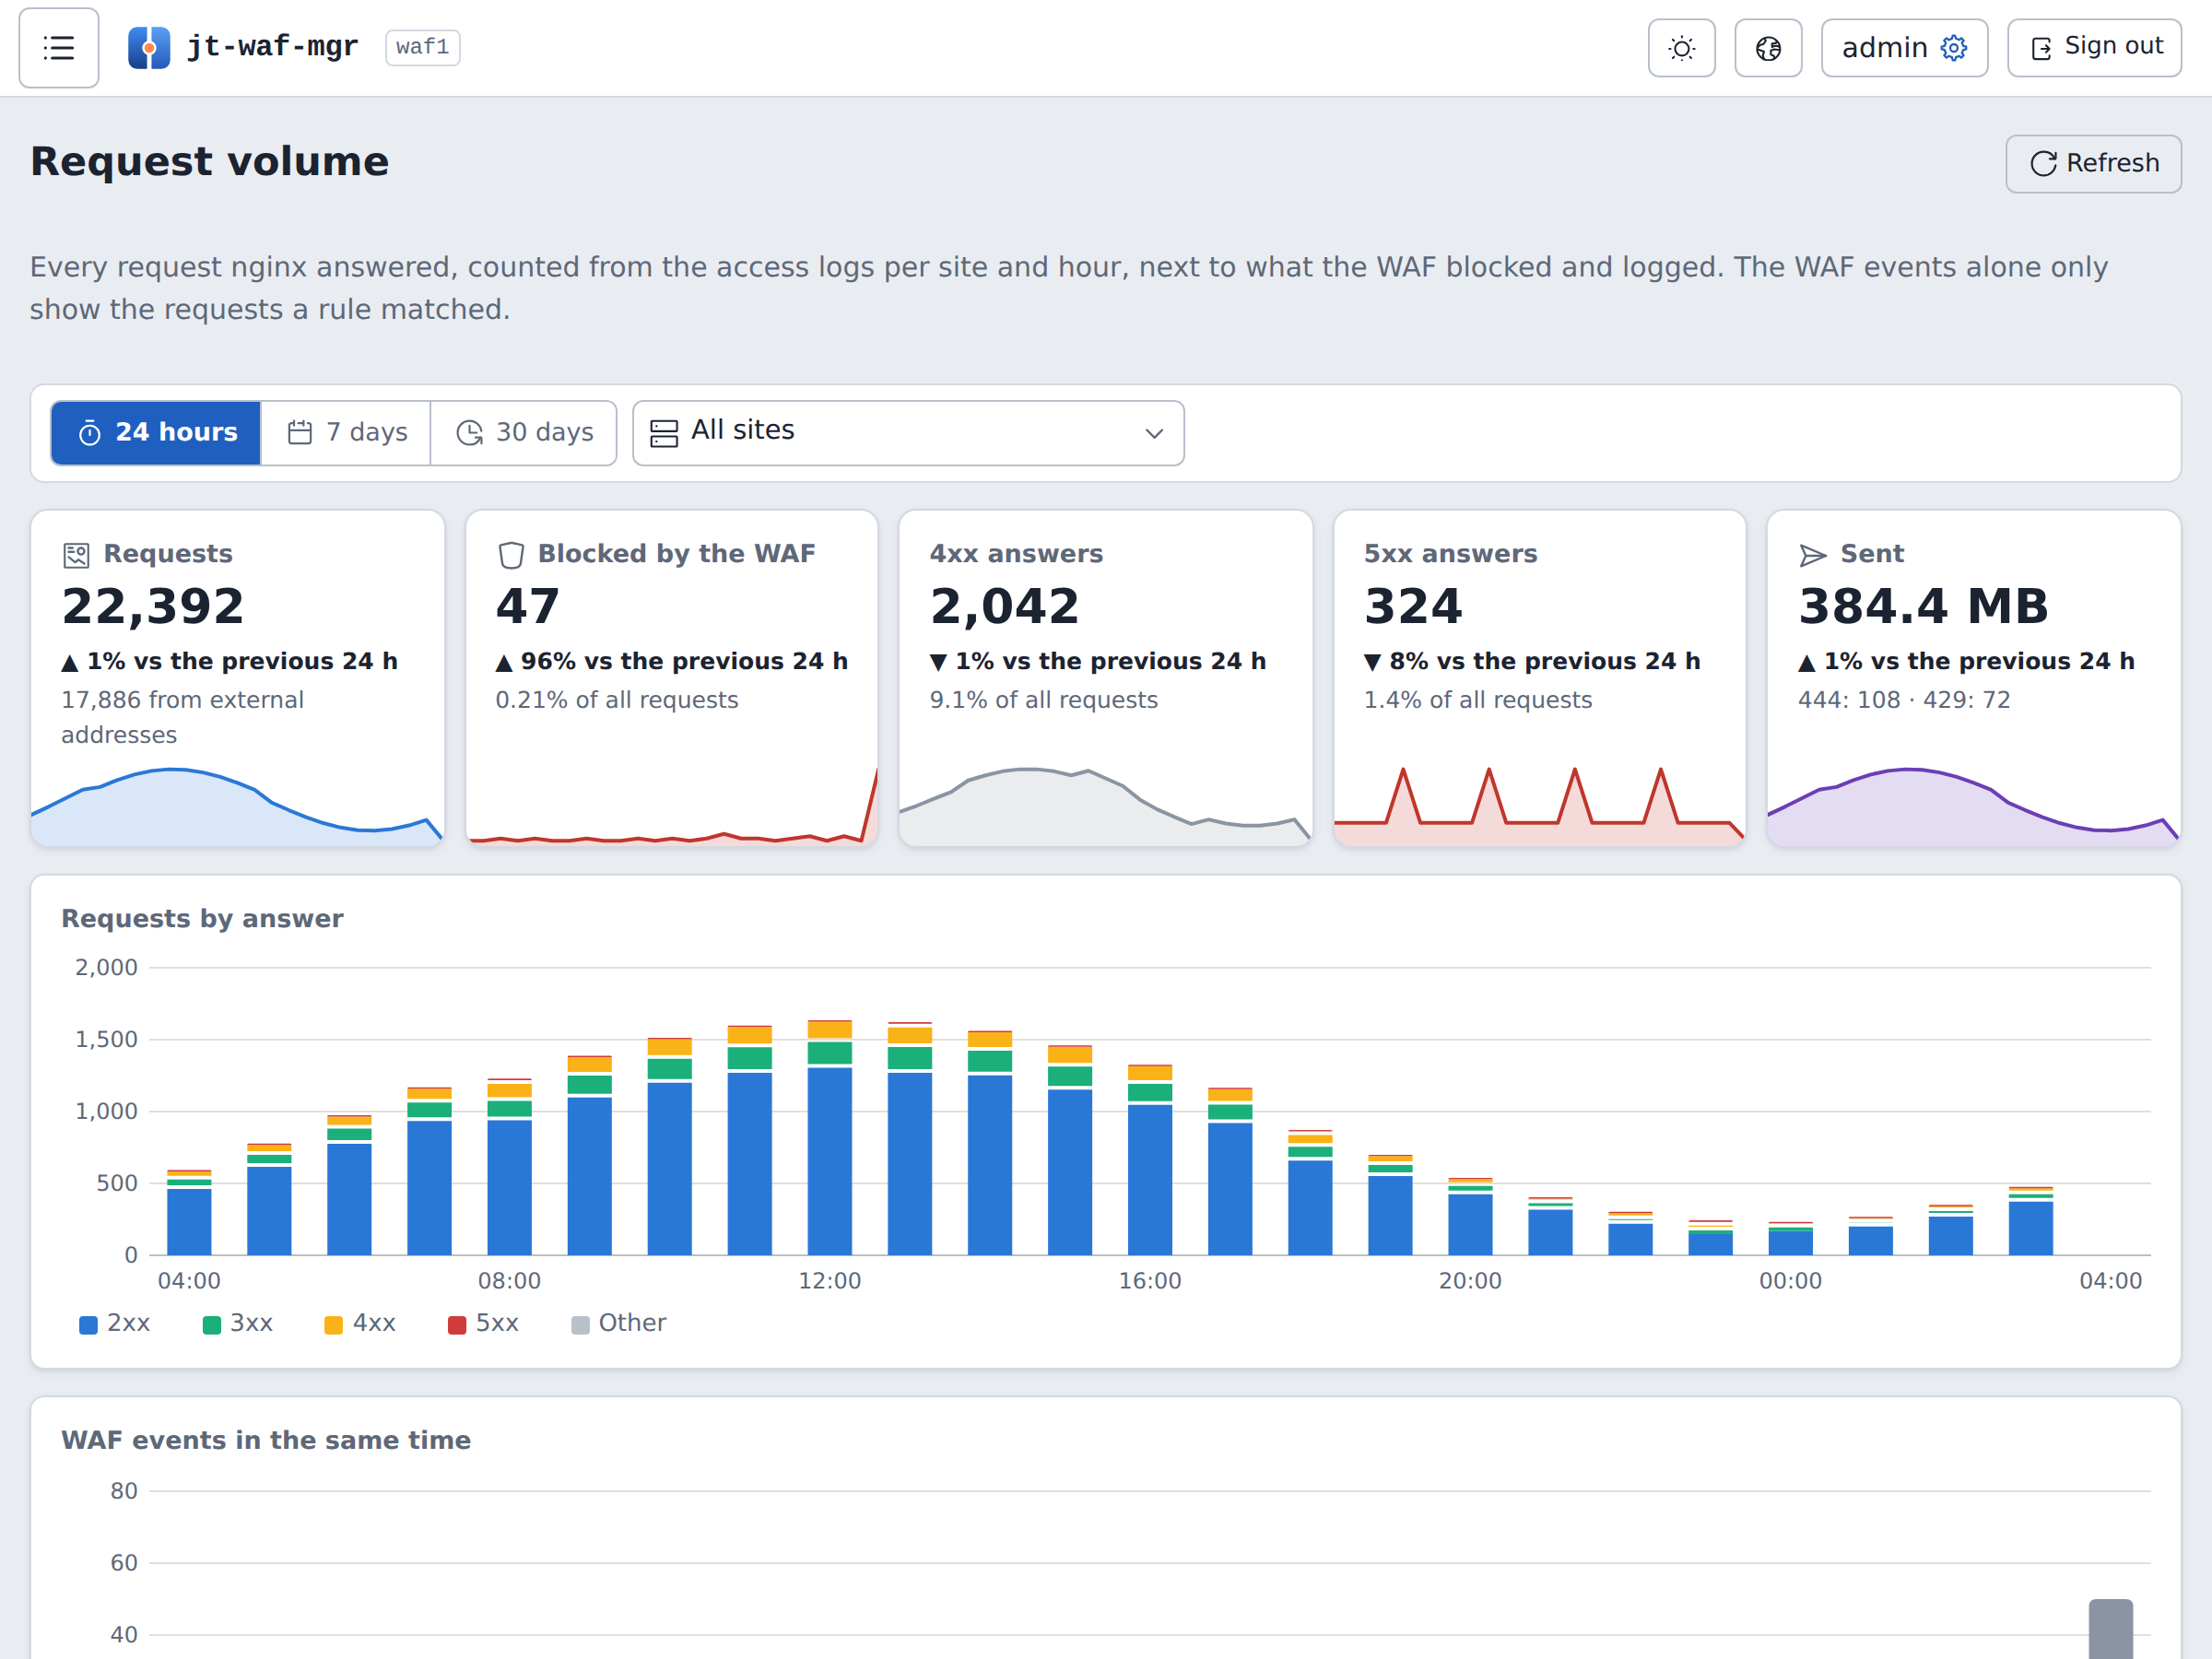 jt-waf-mgr
waf1
admin
Sign out
Request volume
Refresh
Every request nginx answered, counted from the access logs per site and hour, next to what the WAF blocked and logged. The WAF events alone only
show the requests a rule matched.
24 hours
7 days
30 days
All sites
Requests
22,392
▲ 1% vs the previous 24 h
17,886 from external
addresses
Blocked by the WAF
47
▲ 96% vs the previous 24 h
0.21% of all requests
4xx answers
2,042
▼ 1% vs the previous 24 h
9.1% of all requests
5xx answers
324
▼ 8% vs the previous 24 h
1.4% of all requests
Sent
384.4 MB
▲ 1% vs the previous 24 h
444: 108 · 429: 72
Requests by answer
2,000
1,500
1,000
500
0
04:00
08:00
12:00
16:00
20:00
00:00
04:00
2xx
3xx
4xx
5xx
Other
WAF events in the same time
80
60
40